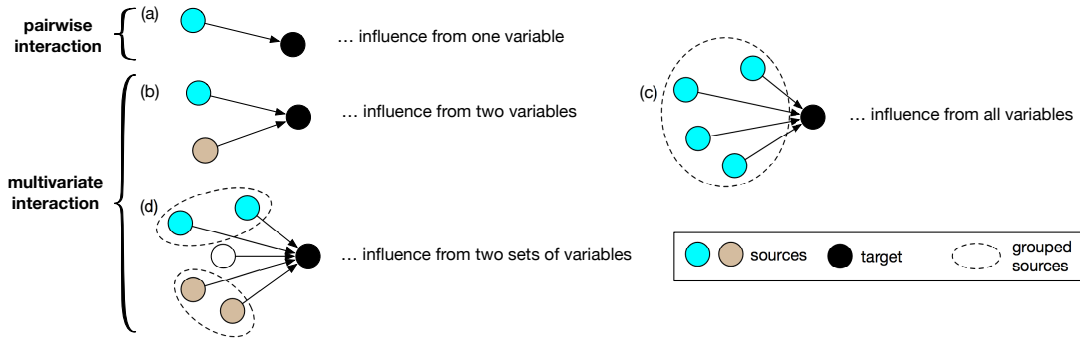 pairwise
interaction
(a)
... influence from one variable
multivariate
interaction
(b)
... influence from two variables
(c)
... influence from all variables
(d)
... influence from two sets of variables
sources
target
grouped
sources